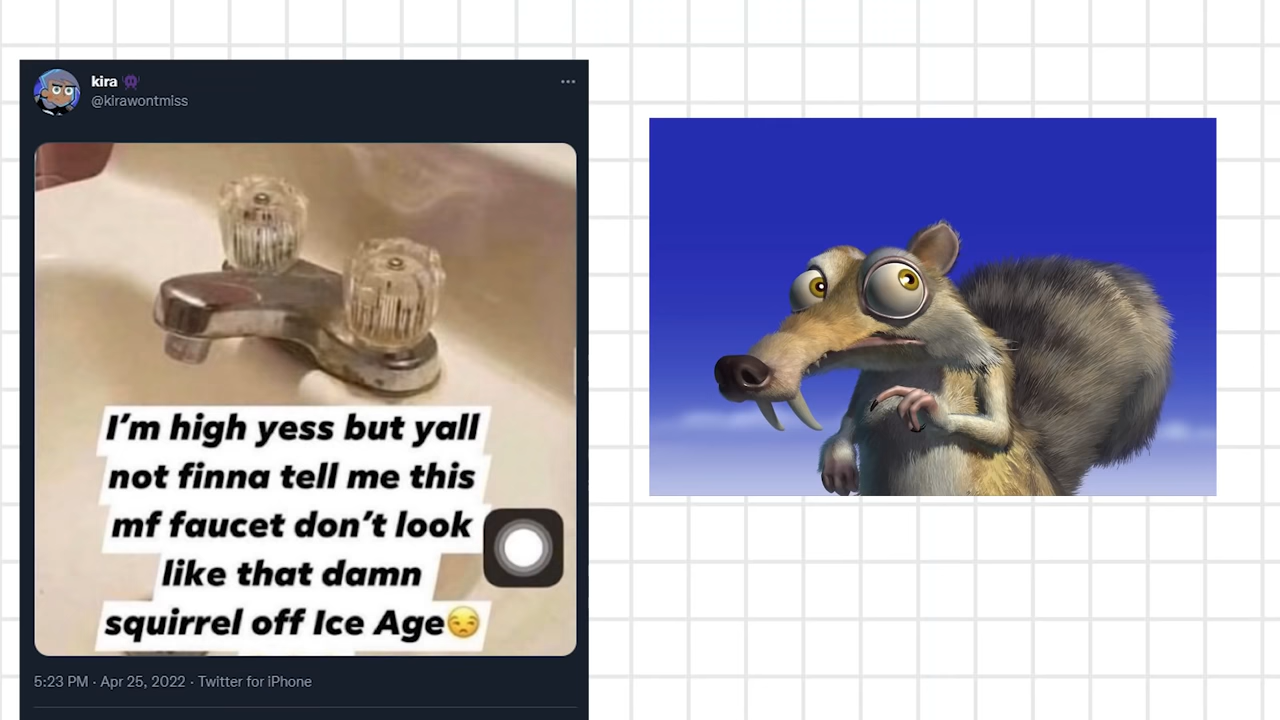 kira
@kirawontmiss
I'm high yess but yall
not finna tell me this
mf faucet don't look
like that damn
squirrel off Ice Age😒
5:23 PM · Apr 25, 2022 · Twitter for iPhone